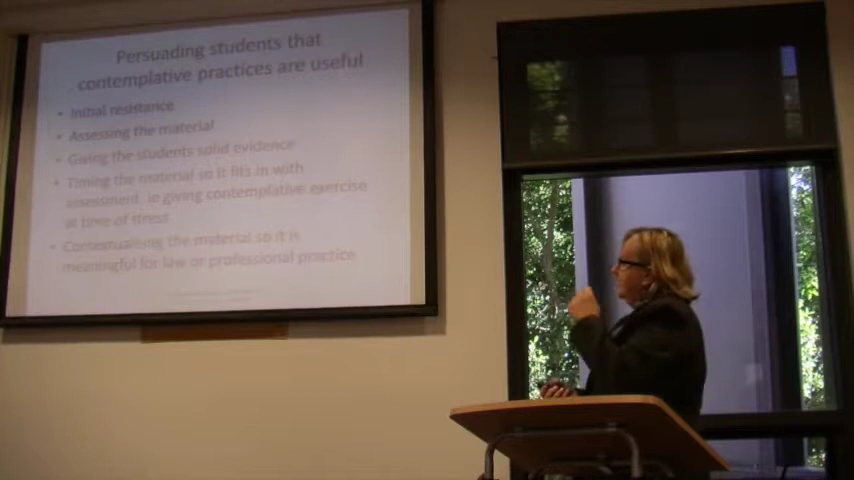 Persuading students that
contemplative practices are useful
• Initial resistance
• Assessing the material
• Giving the students solid evidence
• Timing the material so it fits in with
assessment, ie giving contemplative exercise
at time of stress
• Contextualising the material so it is
meaningful for law or professional practice